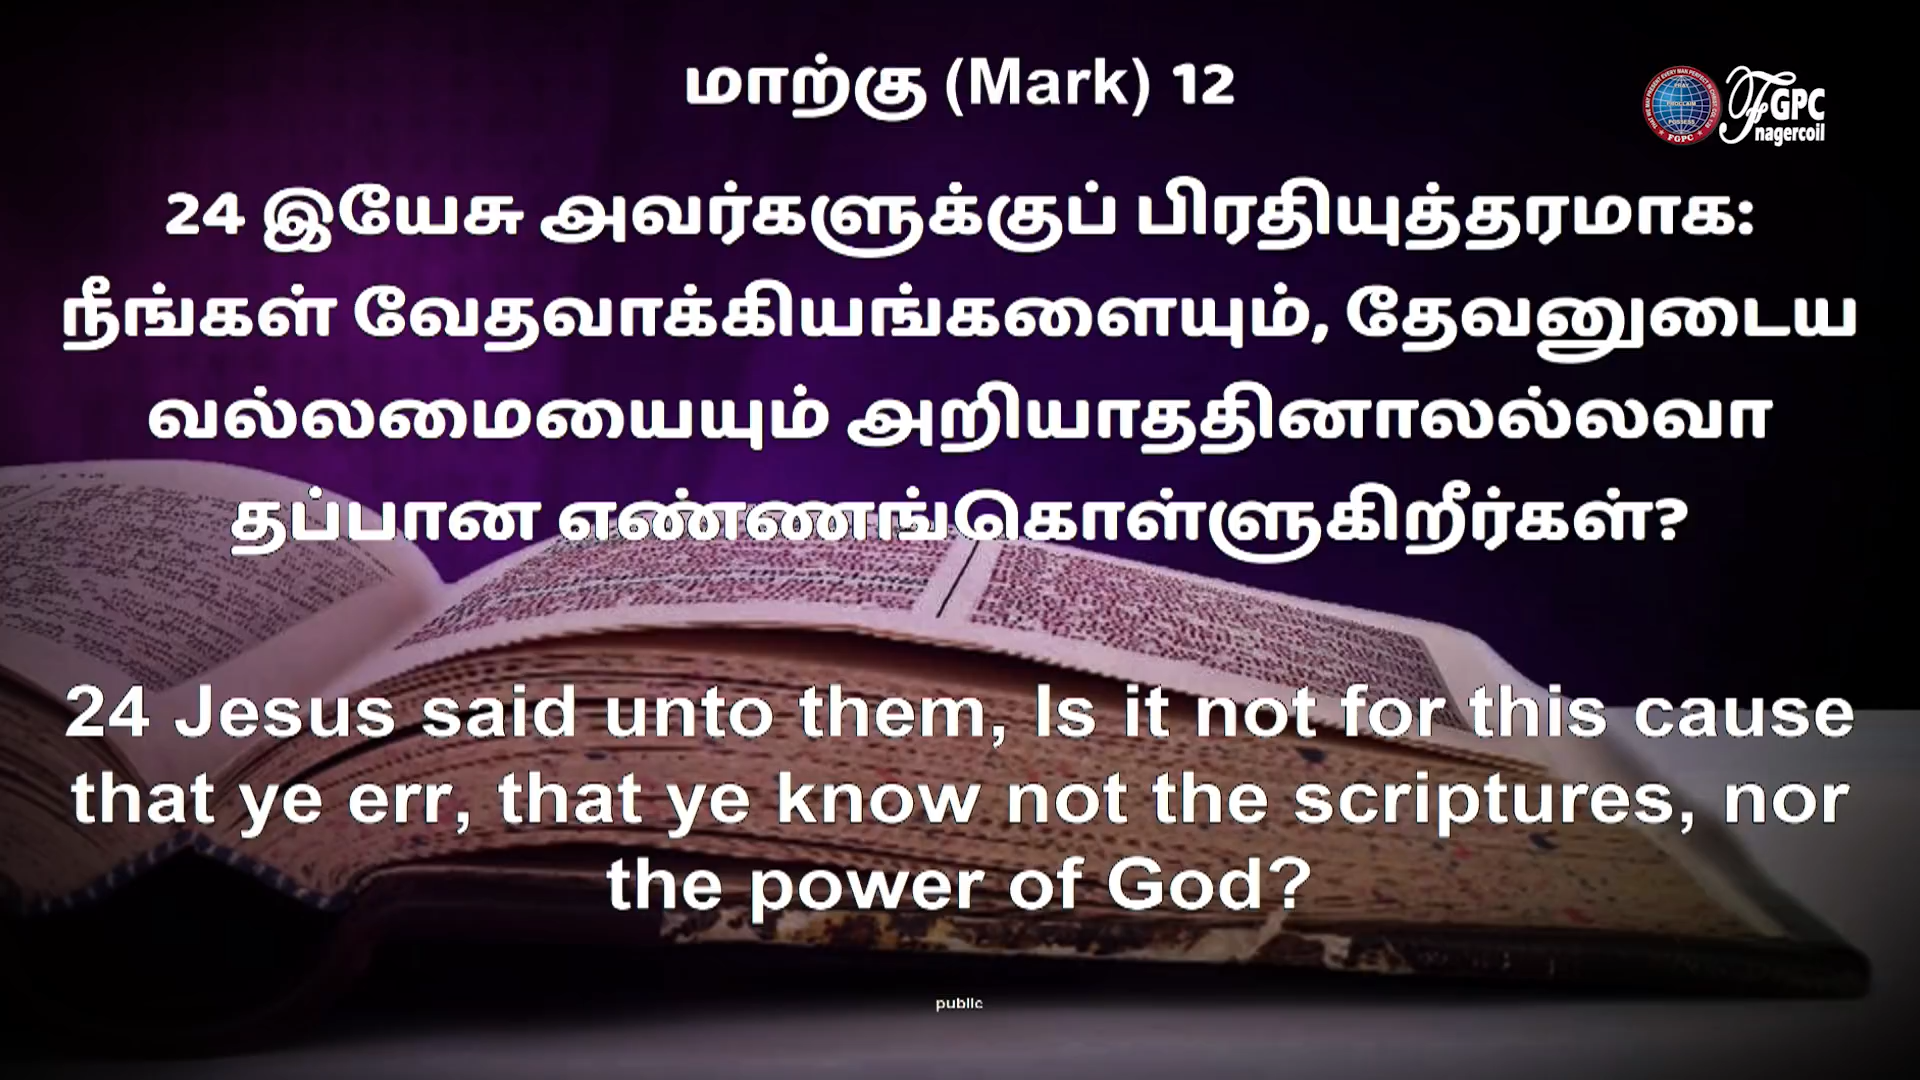 மாற்கு (Mark) 12
FGPC
nagercoil
24 இயேசு அவர்களுக்குப் பிரதியுத்தரமாக:
நீங்கள் வேதவாக்கியங்களையும், தேவனுடைய
வல்லமையையும் அறியாததினாலல்லவா
தப்பான எண்ணங்கொள்ளுகிறீர்கள்?
24 Jesus said unto them, Is it not for this cause
that ye err, that ye know not the scriptures, nor
the power of God?
public